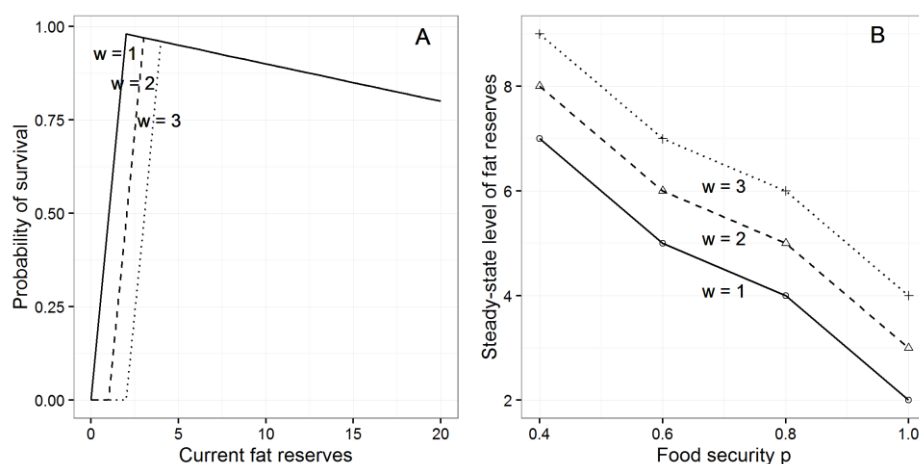 A
1.00
w = 1
w = 2
0.75
w = 3
0.50
0.25
0.00
Probability of survival
0
5
10
15
20
Current fat reserves
B
8
w = 3
6
w = 2
w = 1
4
2
Steady-state level of fat reserves
0.4
0.6
0.8
1.0
Food security p